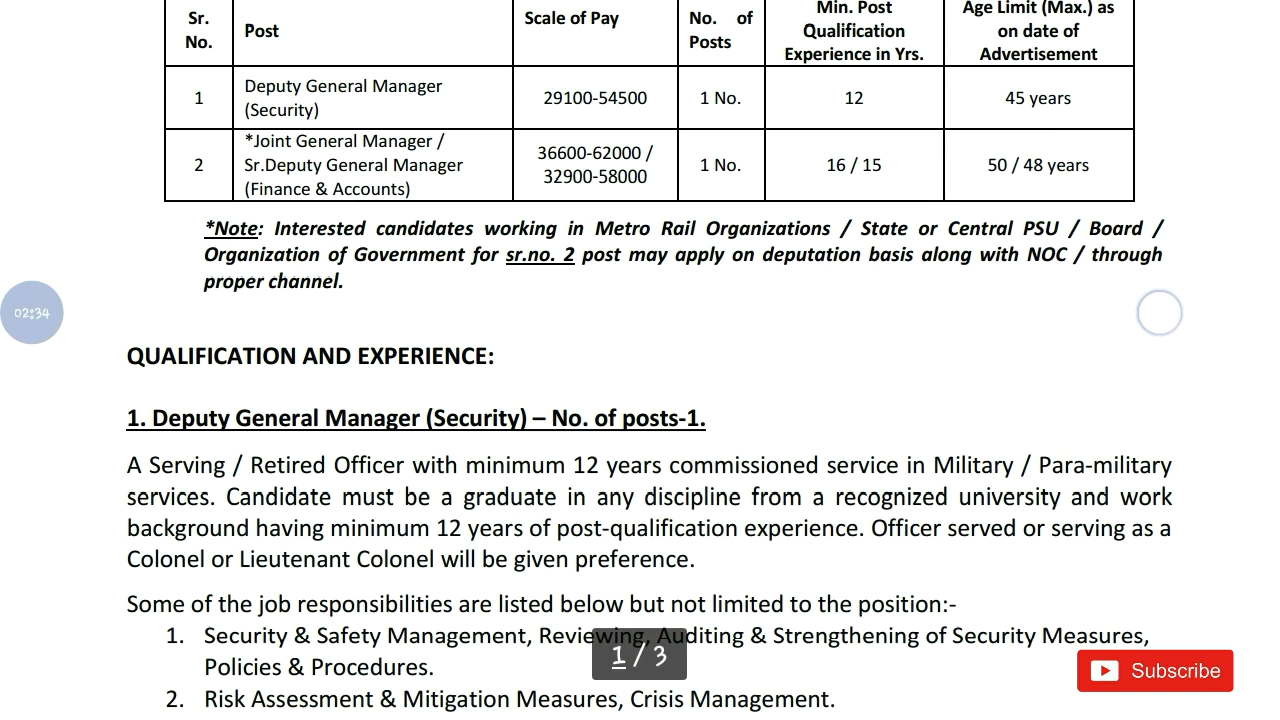 Sr. No.
Post
Scale of Pay
No. of Posts
Min. Post Qualification Experience in Yrs.
Age Limit (Max.) as on date of Advertisement
1
Deputy General Manager (Security)
29100-54500
1 No.
12
45 years
2
*Joint General Manager / Sr.Deputy General Manager (Finance & Accounts)
36600-62000 / 32900-58000
1 No.
16 / 15
50 / 48 years
*Note: Interested candidates working in Metro Rail Organizations / State or Central PSU / Board /
Organization of Government for sr.no. 2 post may apply on deputation basis along with NOC / through
proper channel.
02:34
QUALIFICATION AND EXPERIENCE:
1. Deputy General Manager (Security) – No. of posts-1.
A Serving / Retired Officer with minimum 12 years commissioned service in Military / Para-military
services. Candidate must be a graduate in any discipline from a recognized university and work
background having minimum 12 years of post-qualification experience. Officer served or serving as a
Colonel or Lieutenant Colonel will be given preference.
Some of the job responsibilities are listed below but not limited to the position:-
1. Security & Safety Management, Reviewing, Auditing & Strengthening of Security Measures,
Policies & Procedures.
1 / 3
Subscribe
2. Risk Assessment & Mitigation Measures, Crisis Management.